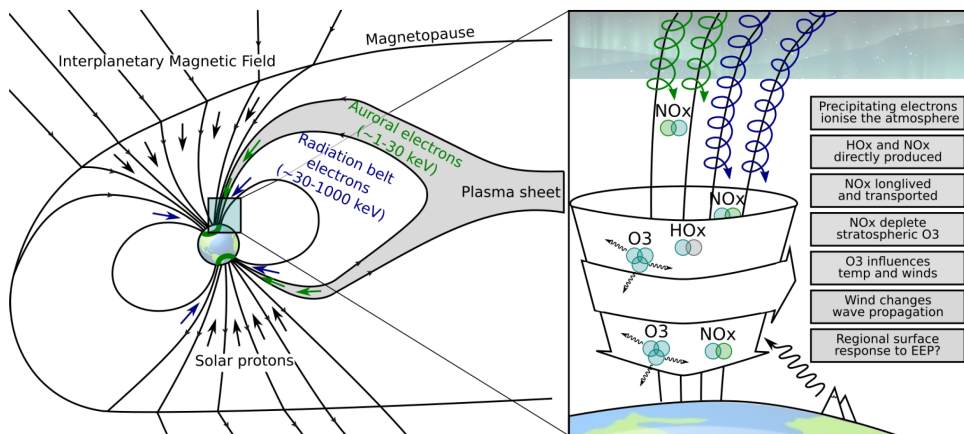 Interplanetary Magnetic Field
Magnetopause
Auroral electrons
(~1-30 keV)
Radiation belt
electrons
(~30-1000 keV)
Plasma sheet
Solar protons
NOx
NOx
HOx
O3
O3
NOx
Precipitating electrons
ionise the atmosphere
HOx and NOx
directly produced
NOx longlived
and transported
NOx deplete
stratospheric O3
O3 influences
temp and winds
Wind changes
wave propagation
Regional surface
response to EEP?